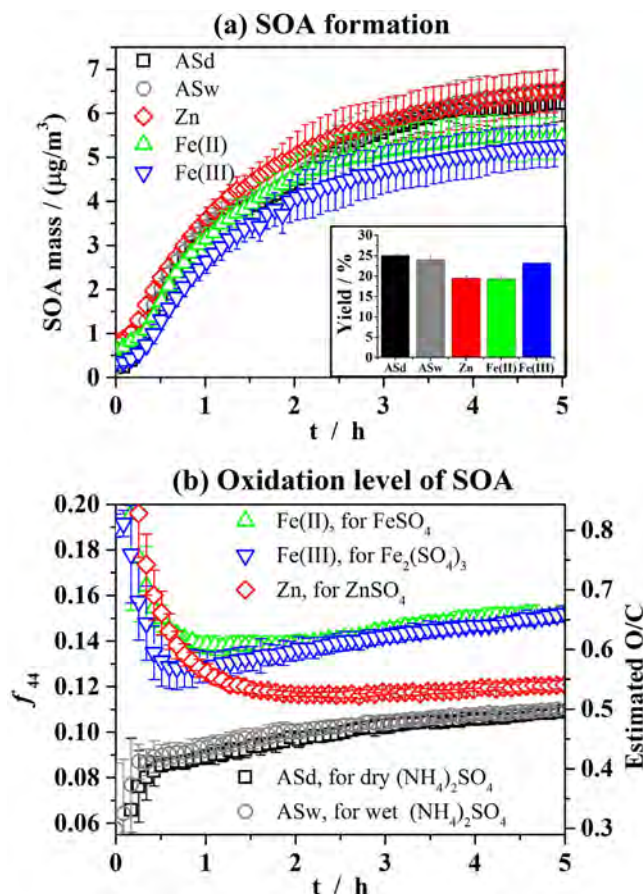 (a) SOA formation
SOA mass / (μg/m³)
7
6
5
4
3
2
1
0
ASd
ASw
Zn
Fe(II)
Fe(III)
Yield / %
30
25
20
15
10
5
0
ASd ASw Zn Fe(II) Fe(III)
0 1 2 3 4 5
t / h
(b) Oxidation level of SOA
f₄₄
0.20
0.18
0.16
0.14
0.12
0.10
0.08
0.06
Fe(II), for FeSO₄
Fe(III), for Fe₂(SO₄)₃
Zn, for ZnSO₄
ASd, for dry (NH₄)₂SO₄
ASw, for wet (NH₄)₂SO₄
0.8
0.7
0.6
0.5
0.4
0.3
Estimated O/C
0 1 2 3 4 5
t / h